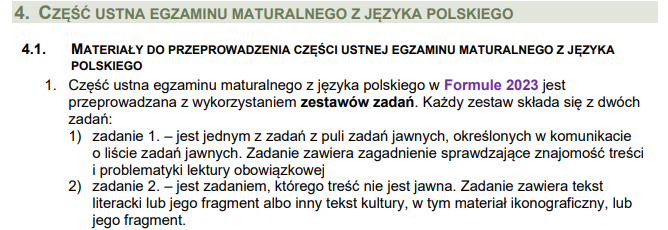 4. CZĘŚĆ USTNA EGZAMINU MATURALNEGO Z JĘZYKA POLSKIEGO
4.1. MATERIAŁY DO PRZEPROWADZENIA CZĘŚCI USTNEJ EGZAMINU MATURALNEGO Z JĘZYKA
POLSKIEGO
1. Część ustna egzaminu maturalnego z języka polskiego w Formule 2023 jest
przeprowadzana z wykorzystaniem zestawów zadań. Każdy zestaw składa się z dwóch
zadań:
1) zadanie 1. – jest jednym z zadań z puli zadań jawnych, określonych w komunikacie
o liście zadań jawnych. Zadanie zawiera zagadnienie sprawdzające znajomość treści
i problematyki lektury obowiązkowej
2) zadanie 2. – jest zadaniem, którego treść nie jest jawna. Zadanie zawiera tekst
literacki lub jego fragment albo inny tekst kultury, w tym materiał ikonograficzny, lub
jego fragment.